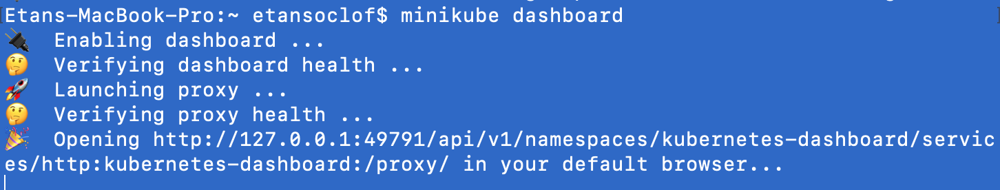 Etans-MacBook-Pro:~ etansoclof$ minikube dashboard
🔌  Enabling dashboard ...
🤔  Verifying dashboard health ...
🚀  Launching proxy ...
🤔  Verifying proxy health ...
🎉  Opening http://127.0.0.1:49791/api/v1/namespaces/kubernetes-dashboard/servic
es/http:kubernetes-dashboard:/proxy/ in your default browser...